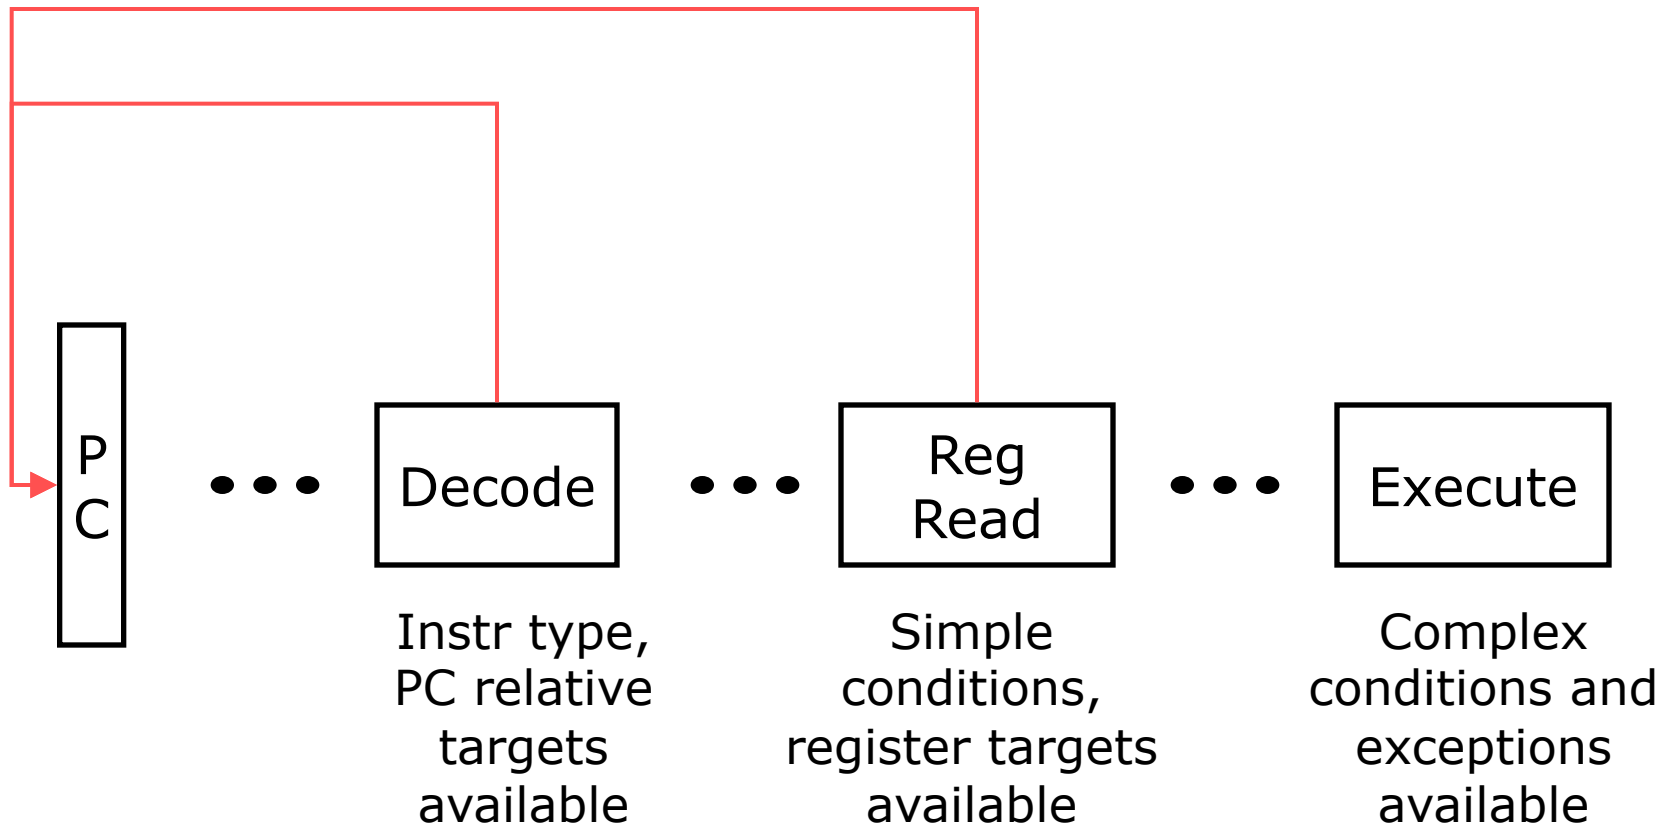 P
C
Decode
Reg
Read
Execute
Instr type,
PC relative
targets
available
Simple
conditions,
register targets
available
Complex
conditions and
exceptions
available